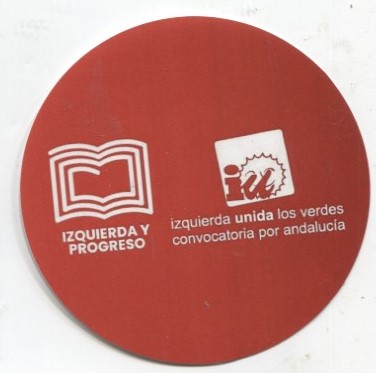 IZQUIERDA Y
PROGRESO
iu
izquierda unida los verdes
convocatoria por andalucía